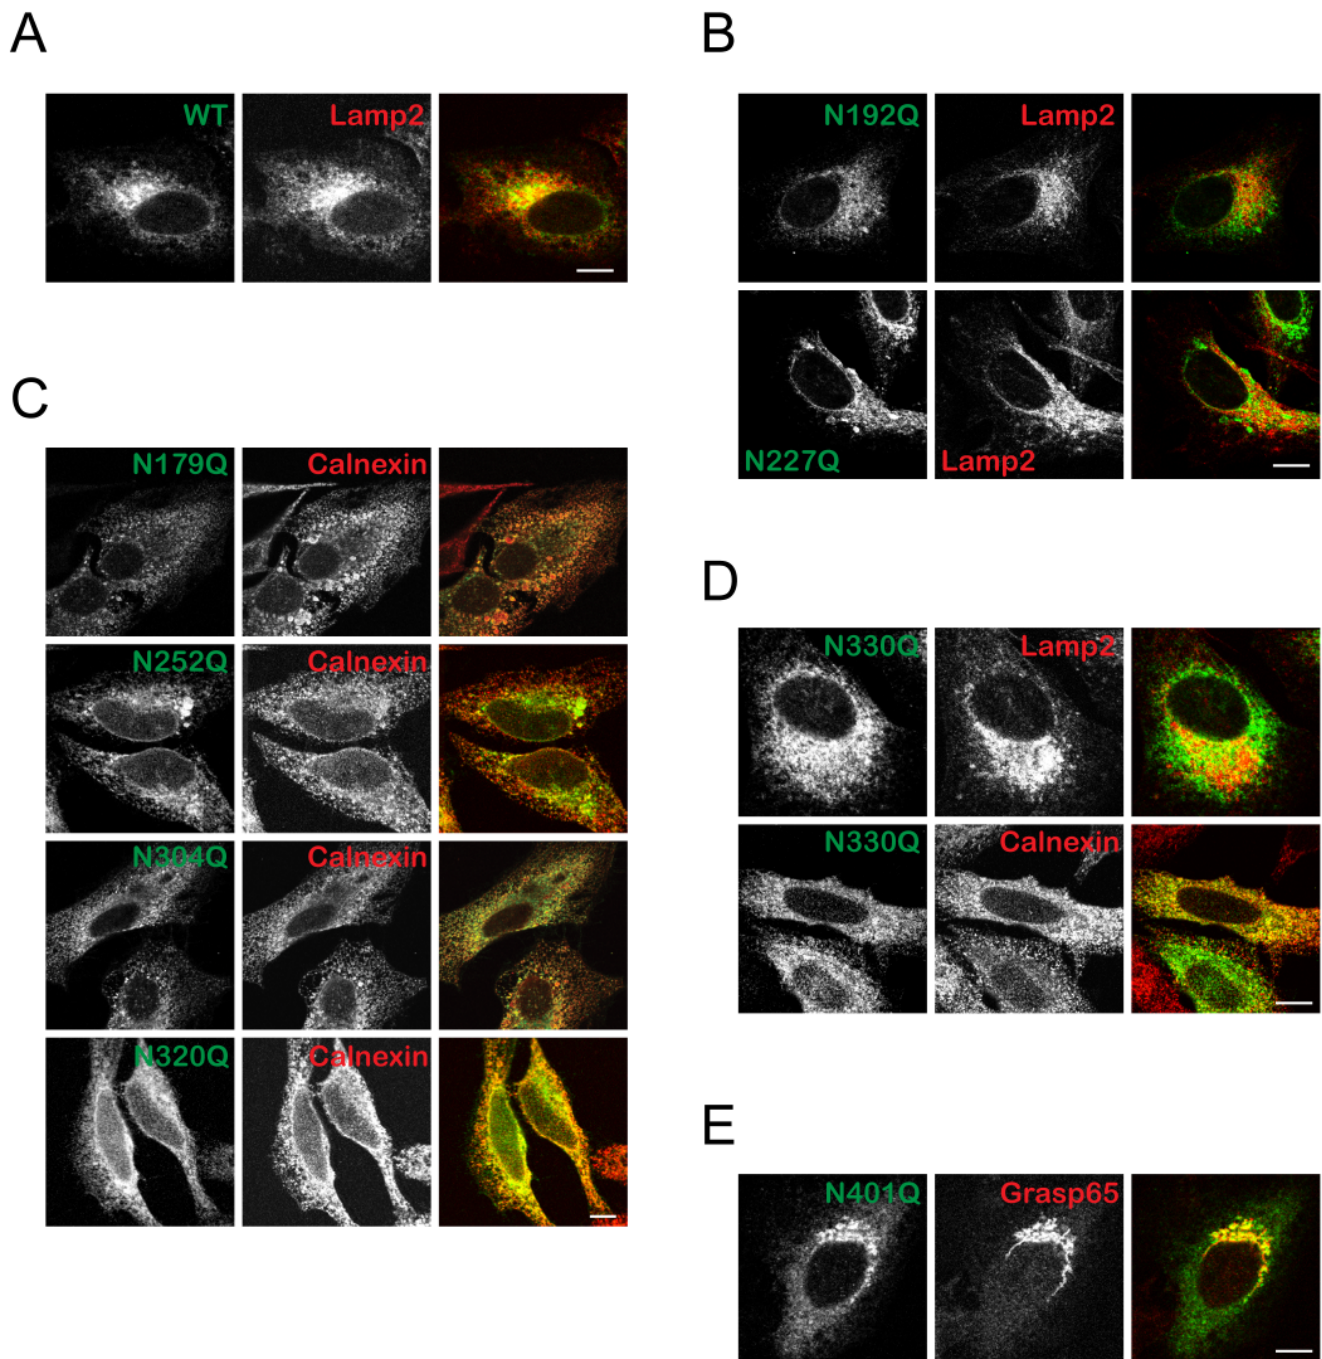 A
WT Lamp2
B
N192Q Lamp2
N227Q Lamp2
C
N179Q Calnexin
N252Q Calnexin
N304Q Calnexin
N320Q Calnexin
D
N330Q Lamp2
N330Q Calnexin
E
N401Q Grasp65